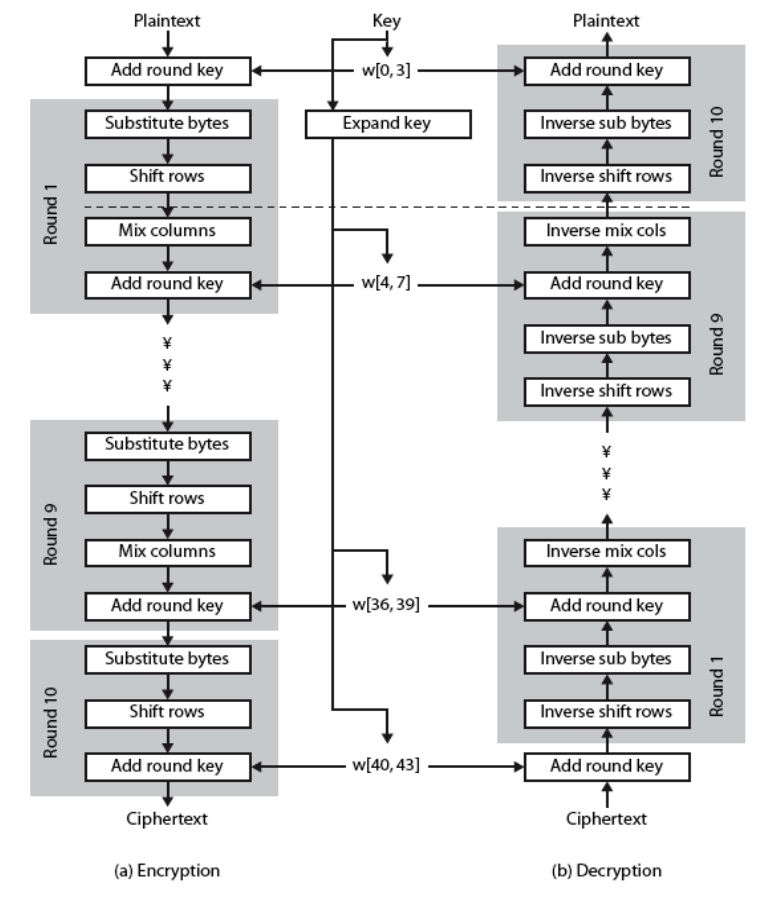 Plaintext
Key
Plaintext
Add round key
w[0, 3]
Add round key
Round 1
Substitute bytes
Expand key
Inverse sub bytes
Round 10
Shift rows
Inverse shift rows
Mix columns
Inverse mix cols
Add round key
w[4, 7]
Add round key
Round 9
¥
Inverse sub bytes
¥
¥
Inverse shift rows
Round 9
Substitute bytes
¥
¥
Shift rows
¥
Mix columns
Inverse mix cols
Add round key
w[36, 39]
Add round key
Round 1
Round 10
Substitute bytes
Inverse sub bytes
Shift rows
Inverse shift rows
Add round key
w[40, 43]
Add round key
Ciphertext
Ciphertext
(a) Encryption
(b) Decryption